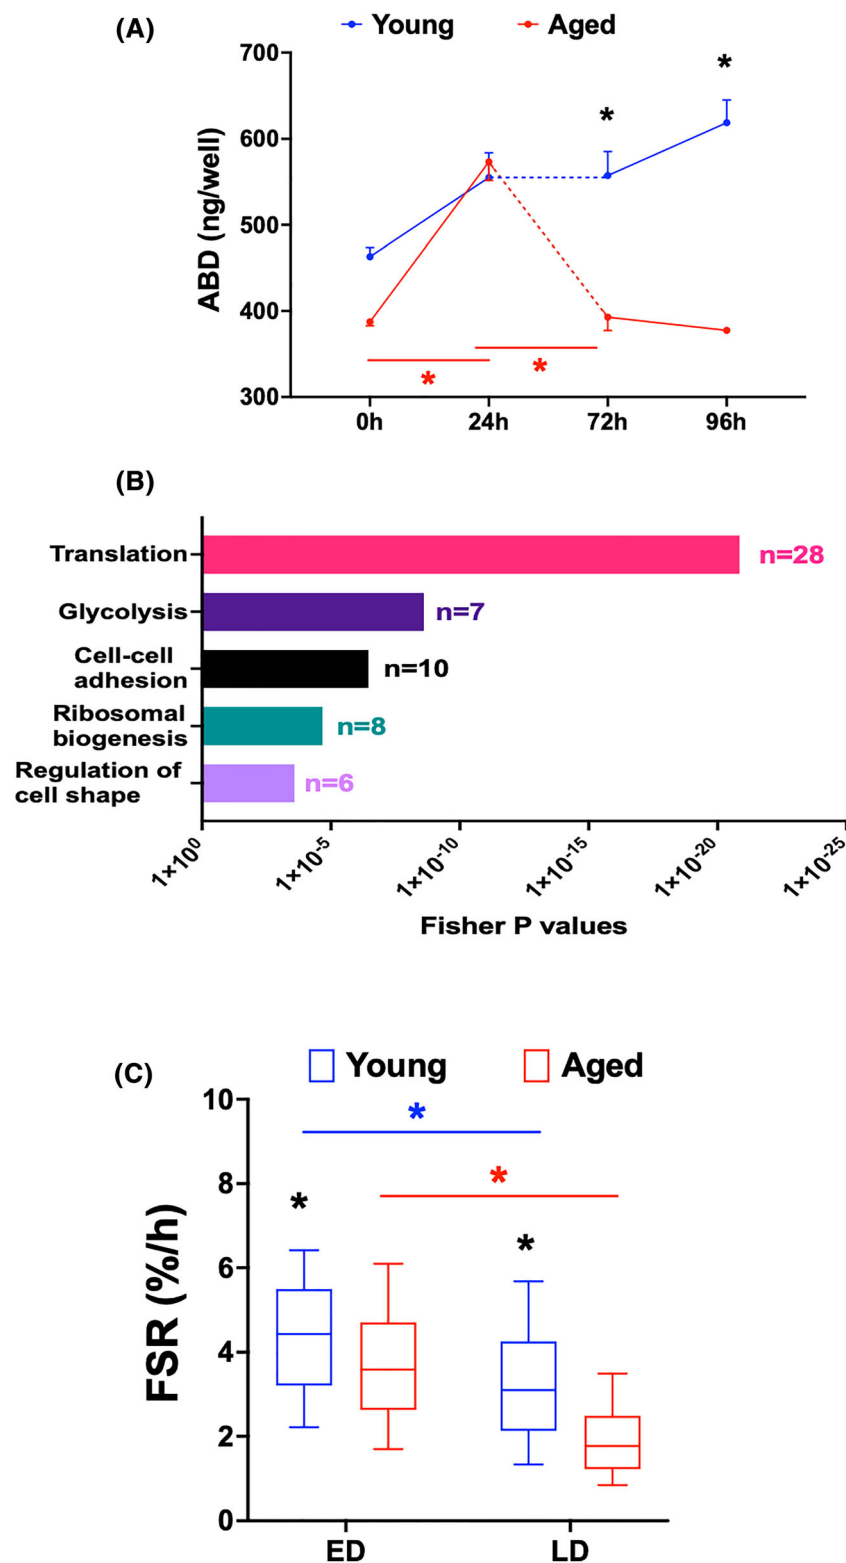 (A)
Young Aged
700
600
500
400
300
ABD (ng/well)
*
*
*
*
0h 24h 72h 96h
(B)
Translation n=28
Glycolysis n=7
Cell-cell
adhesion n=10
Ribosomal
biogenesis n=8
Regulation of
cell shape n=6
1×10⁰ 1×10⁻⁵ 1×10⁻¹⁰ 1×10⁻¹⁵ 1×10⁻²⁰ 1×10⁻²⁵
Fisher P values
(C)
Young Aged
10
8
6
4
2
0
FSR (%/h)
*
*
*
*
ED LD